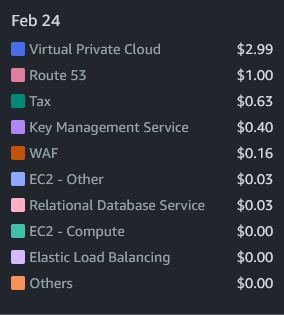 Feb 24
Virtual Private Cloud $2.99
Route 53 $1.00
Tax $0.63
Key Management Service $0.40
WAF $0.16
EC2 - Other $0.03
Relational Database Service $0.03
EC2 - Compute $0.00
Elastic Load Balancing $0.00
Others $0.00